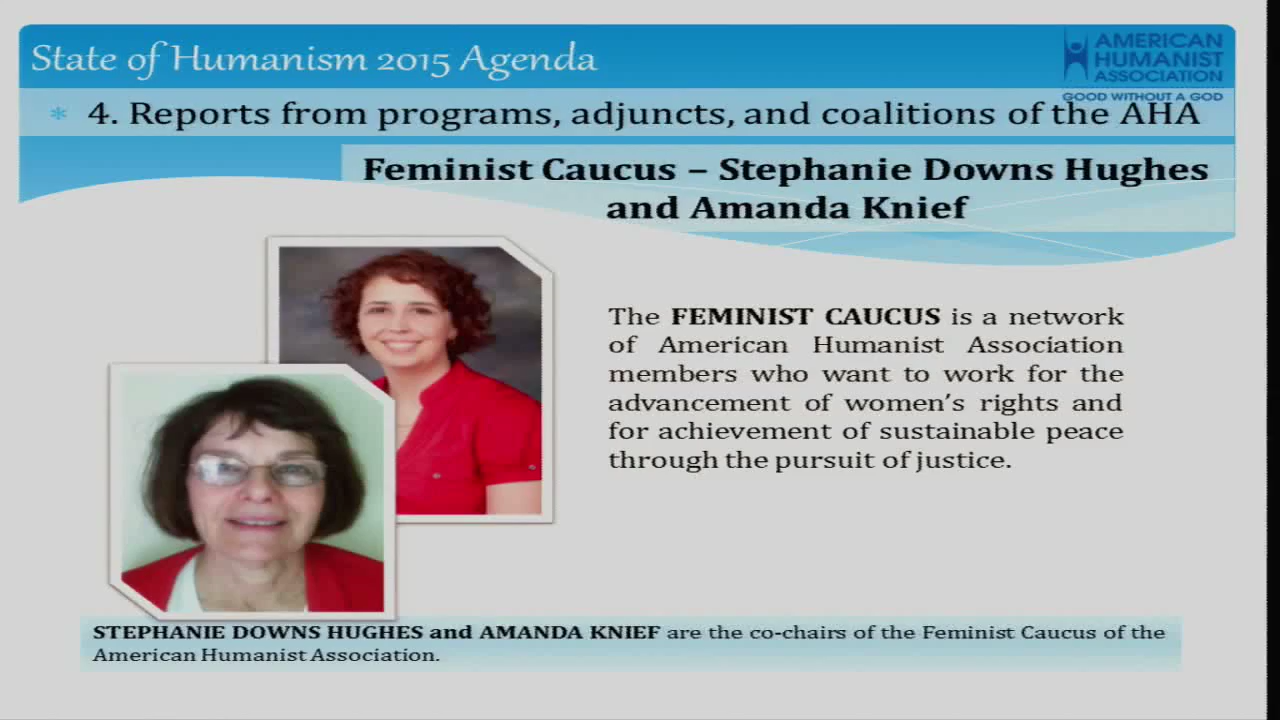 State of Humanism 2015 Agenda
AMERICAN
HUMANIST
ASSOCIATION
GOOD WITHOUT A GOD
4. Reports from programs, adjuncts, and coalitions of the AHA
Feminist Caucus – Stephanie Downs Hughes
and Amanda Knief
The FEMINIST CAUCUS is a network
of American Humanist Association
members who want to work for the
advancement of women's rights and
for achievement of sustainable peace
through the pursuit of justice.
STEPHANIE DOWNS HUGHES and AMANDA KNIEF are the co-chairs of the Feminist Caucus of the
American Humanist Association.